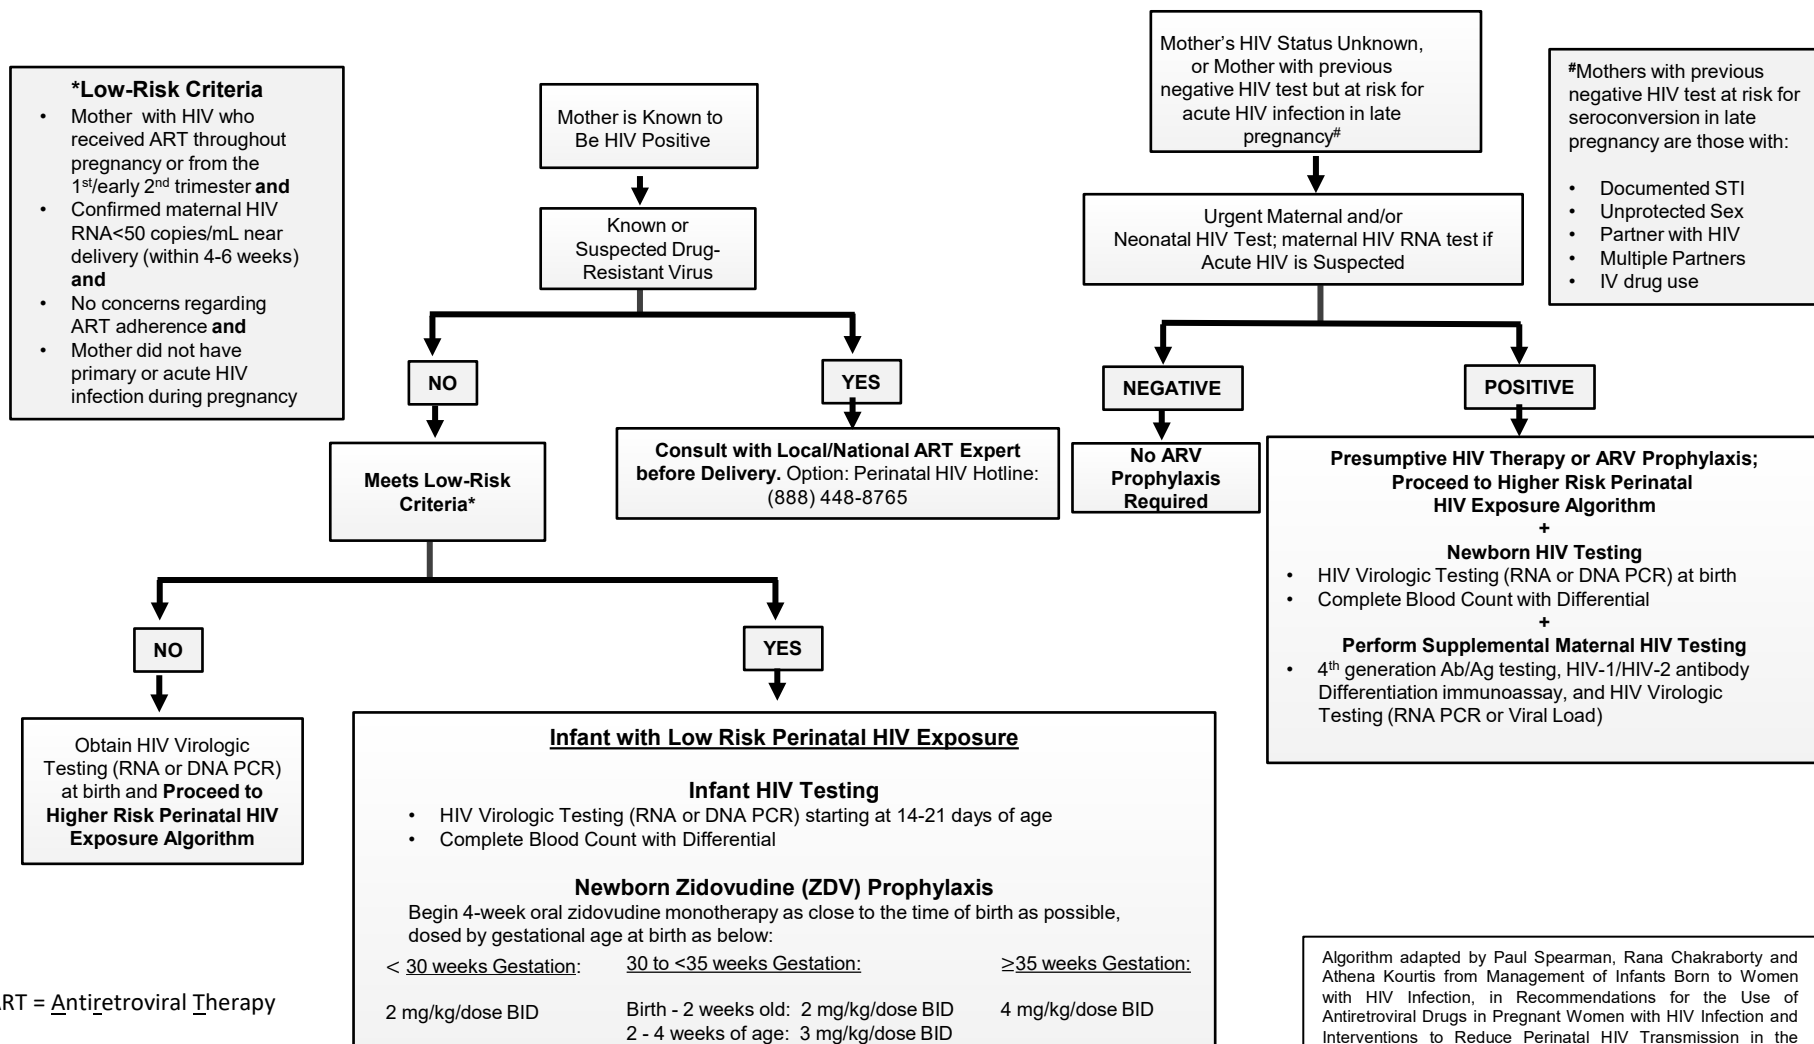 *Low-Risk Criteria
• Mother with HIV who
received ART throughout
pregnancy or from the
1st/early 2nd trimester and
• Confirmed maternal HIV
RNA<50 copies/mL near
delivery (within 4-6 weeks)
and
• No concerns regarding
ART adherence and
• Mother did not have
primary or acute HIV
infection during pregnancy
Mother is Known to
Be HIV Positive
Known or
Suspected Drug-
Resistant Virus
NO
YES
Meets Low-Risk
Criteria*
Consult with Local/National ART Expert
before Delivery. Option: Perinatal HIV Hotline:
(888) 448-8765
NO
YES
Obtain HIV Virologic
Testing (RNA or DNA PCR)
at birth and Proceed to
Higher Risk Perinatal HIV
Exposure Algorithm
Infant with Low Risk Perinatal HIV Exposure
Infant HIV Testing
• HIV Virologic Testing (RNA or DNA PCR) starting at 14-21 days of age
• Complete Blood Count with Differential
Newborn Zidovudine (ZDV) Prophylaxis
Begin 4-week oral zidovudine monotherapy as close to the time of birth as possible,
dosed by gestational age at birth as below:
< 30 weeks Gestation:
2 mg/kg/dose BID
30 to <35 weeks Gestation:
Birth - 2 weeks old: 2 mg/kg/dose BID
2 - 4 weeks of age: 3 mg/kg/dose BID
≥35 weeks Gestation:
4 mg/kg/dose BID
Mother's HIV Status Unknown,
or Mother with previous
negative HIV test but at risk for
acute HIV infection in late
pregnancy#
#Mothers with previous
negative HIV test at risk for
seroconversion in late
pregnancy are those with:
• Documented STI
• Unprotected Sex
• Partner with HIV
• Multiple Partners
• IV drug use
Urgent Maternal and/or
Neonatal HIV Test; maternal HIV RNA test if
Acute HIV is Suspected
NEGATIVE
POSITIVE
No ARV
Prophylaxis
Required
Presumptive HIV Therapy or ARV Prophylaxis;
Proceed to Higher Risk Perinatal
HIV Exposure Algorithm
+
Newborn HIV Testing
• HIV Virologic Testing (RNA or DNA PCR) at birth
• Complete Blood Count with Differential
+
Perform Supplemental Maternal HIV Testing
• 4th generation Ab/Ag testing, HIV-1/HIV-2 antibody
Differentiation immunoassay, and HIV Virologic
Testing (RNA PCR or Viral Load)
RT = Antiretroviral Therapy
Algorithm adapted by Paul Spearman, Rana Chakraborty and
Athena Kourtis from Management of Infants Born to Women
with HIV Infection, in Recommendations for the Use of
Antiretroviral Drugs in Pregnant Women with HIV Infection and
Interventions to Reduce Perinatal HIV Transmission in the